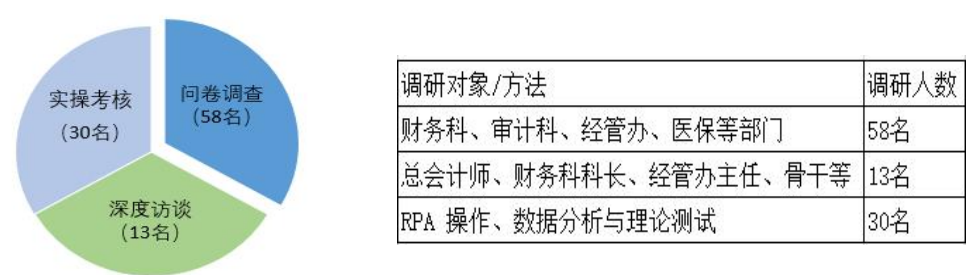 实操考核
（30名）
问卷调查
（58名）
深度访谈
（13名）
调研对象/方法 调研人数
财务科、审计科、经管办、医保等部门 58名
总会计师、财务科科长、经管办主任、骨干等 13名
RPA 操作、数据分析与理论测试 30名